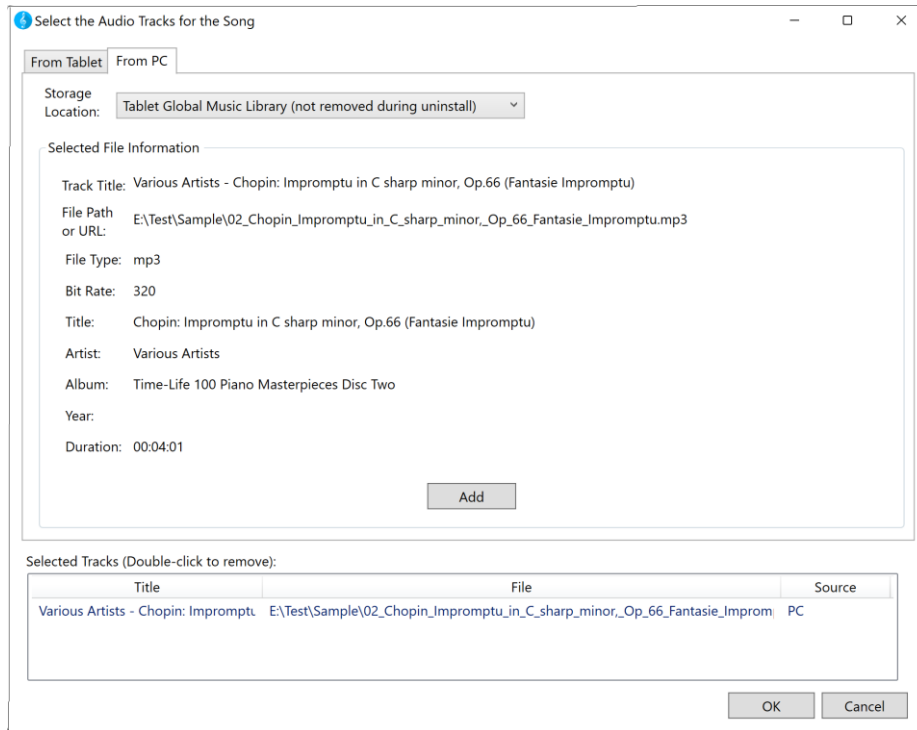 Select the Audio Tracks for the Song
From Tablet From PC
Storage
Location:
Tablet Global Music Library (not removed during uninstall)
Selected File Information
Track Title: Various Artists - Chopin: Impromptu in C sharp minor, Op.66 (Fantasie Impromptu)
File Path
or URL:
E:\Test\Sample\02_Chopin_Impromptu_in_C_sharp_minor,_Op_66_Fantasie_Impromptu.mp3
File Type: mp3
Bit Rate: 320
Title: Chopin: Impromptu in C sharp minor, Op.66 (Fantasie Impromptu)
Artist: Various Artists
Album: Time-Life 100 Piano Masterpieces Disc Two
Year:
Duration: 00:04:01
Add
Selected Tracks (Double-click to remove):
Title File Source
Various Artists - Chopin: Impromptu E:\Test\Sample\02_Chopin_Impromptu_in_C_sharp_minor,_Op_66_Fantasie_Improm PC
OK Cancel